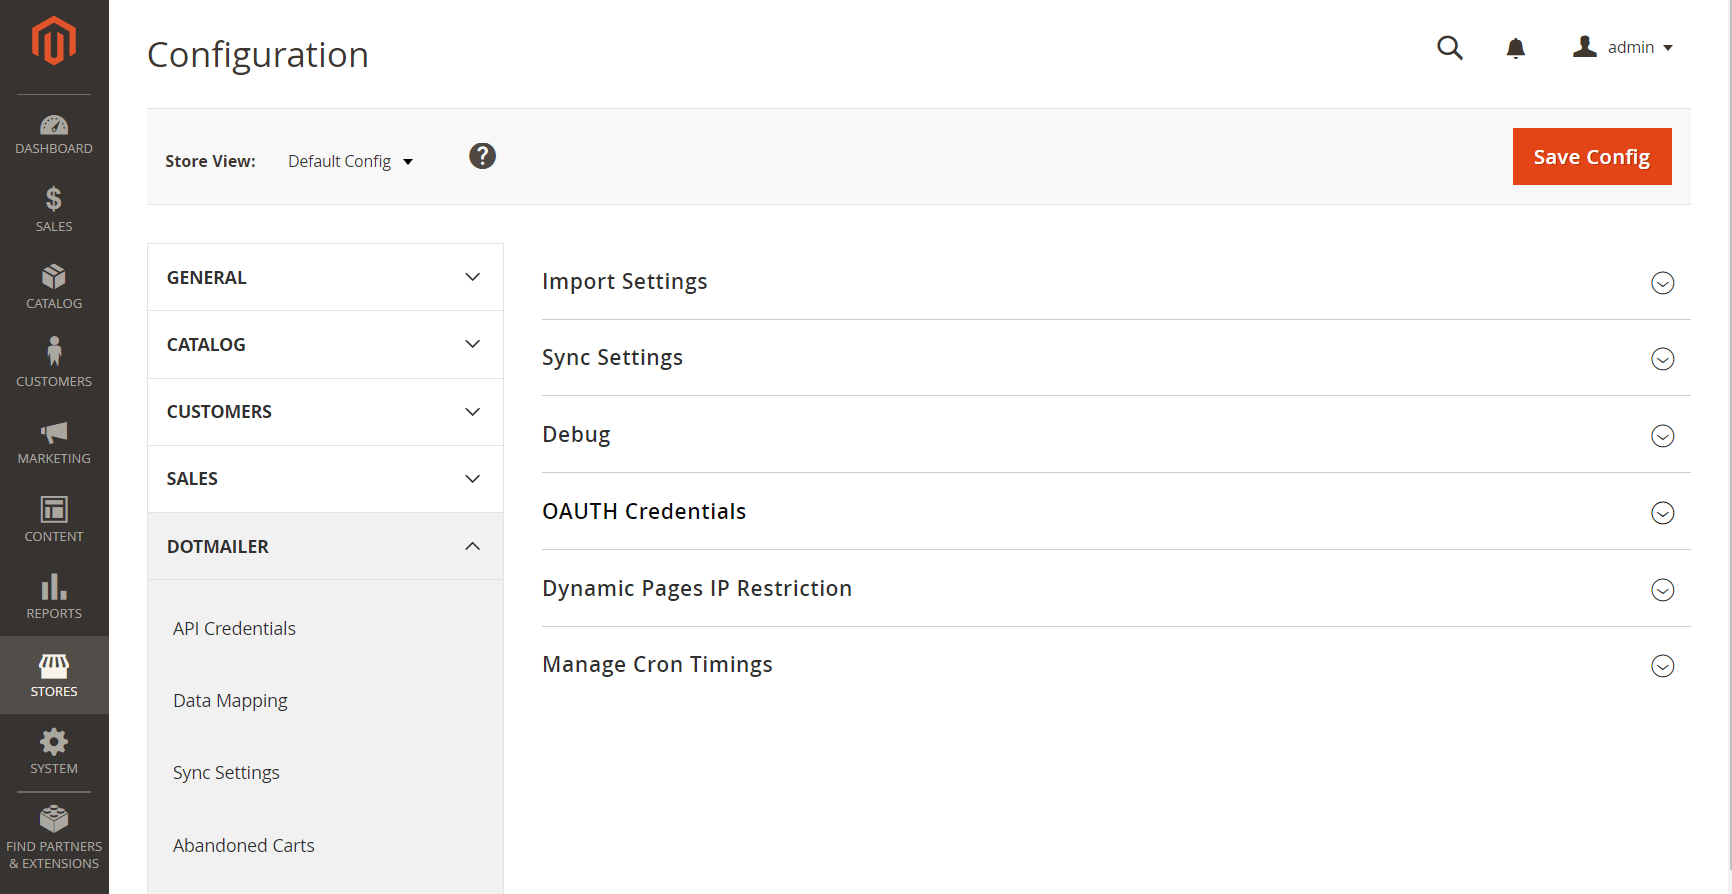 Configuration
admin
Store View: Default Config ?
Save Config
DASHBOARD
$
SALES
CATALOG
CUSTOMERS
MARKETING
CONTENT
REPORTS
STORES
SYSTEM
FIND PARTNERS
& EXTENSIONS
GENERAL
CATALOG
CUSTOMERS
SALES
DOTMAILER
API Credentials
Data Mapping
Sync Settings
Abandoned Carts
Import Settings
Sync Settings
Debug
OAUTH Credentials
Dynamic Pages IP Restriction
Manage Cron Timings